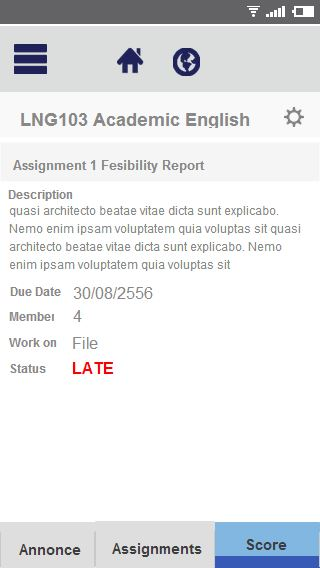 LNG103 Academic English
Assignment 1 Fesibility Report
Description
quasi architecto beatae vitae dicta sunt explicabo.
Nemo enim ipsam voluptatem quia voluptas sit quasi
architecto beatae vitae dicta sunt explicabo. Nemo
enim ipsam voluptatem quia voluptas sit
Due Date 30/08/2556
Member 4
Work on File
Status LATE
Annonce Assignments Score